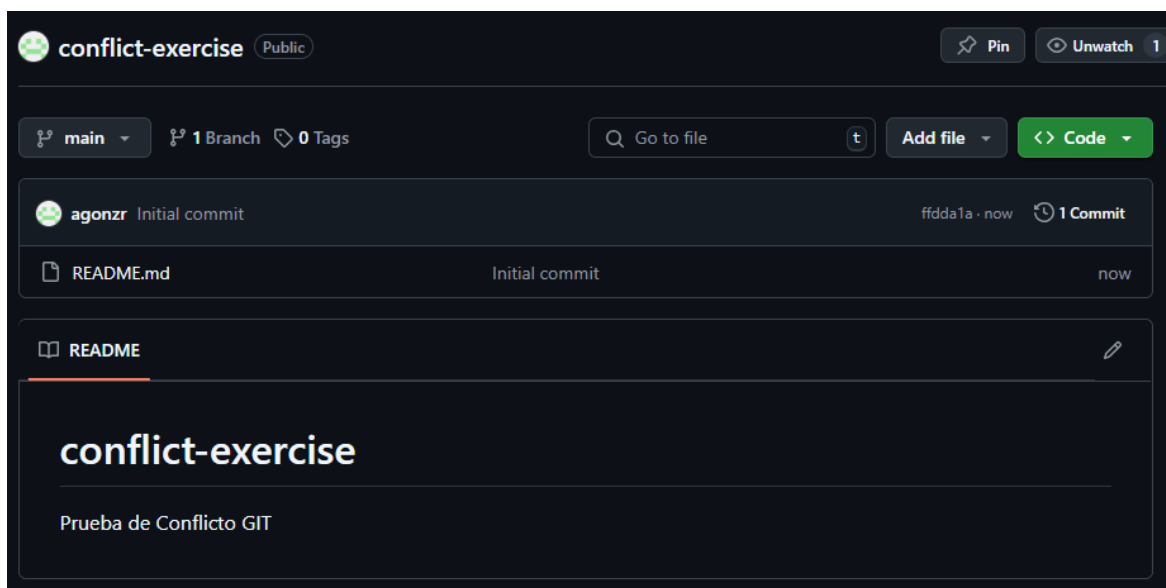 conflict-exercise Public Pin Unwatch 1
main 1 Branch 0 Tags Go to file t Add file Code
agonzr Initial commit ffdda1a · now 1 Commit
README.md Initial commit now
README
conflict-exercise
Prueba de Conflicto GIT